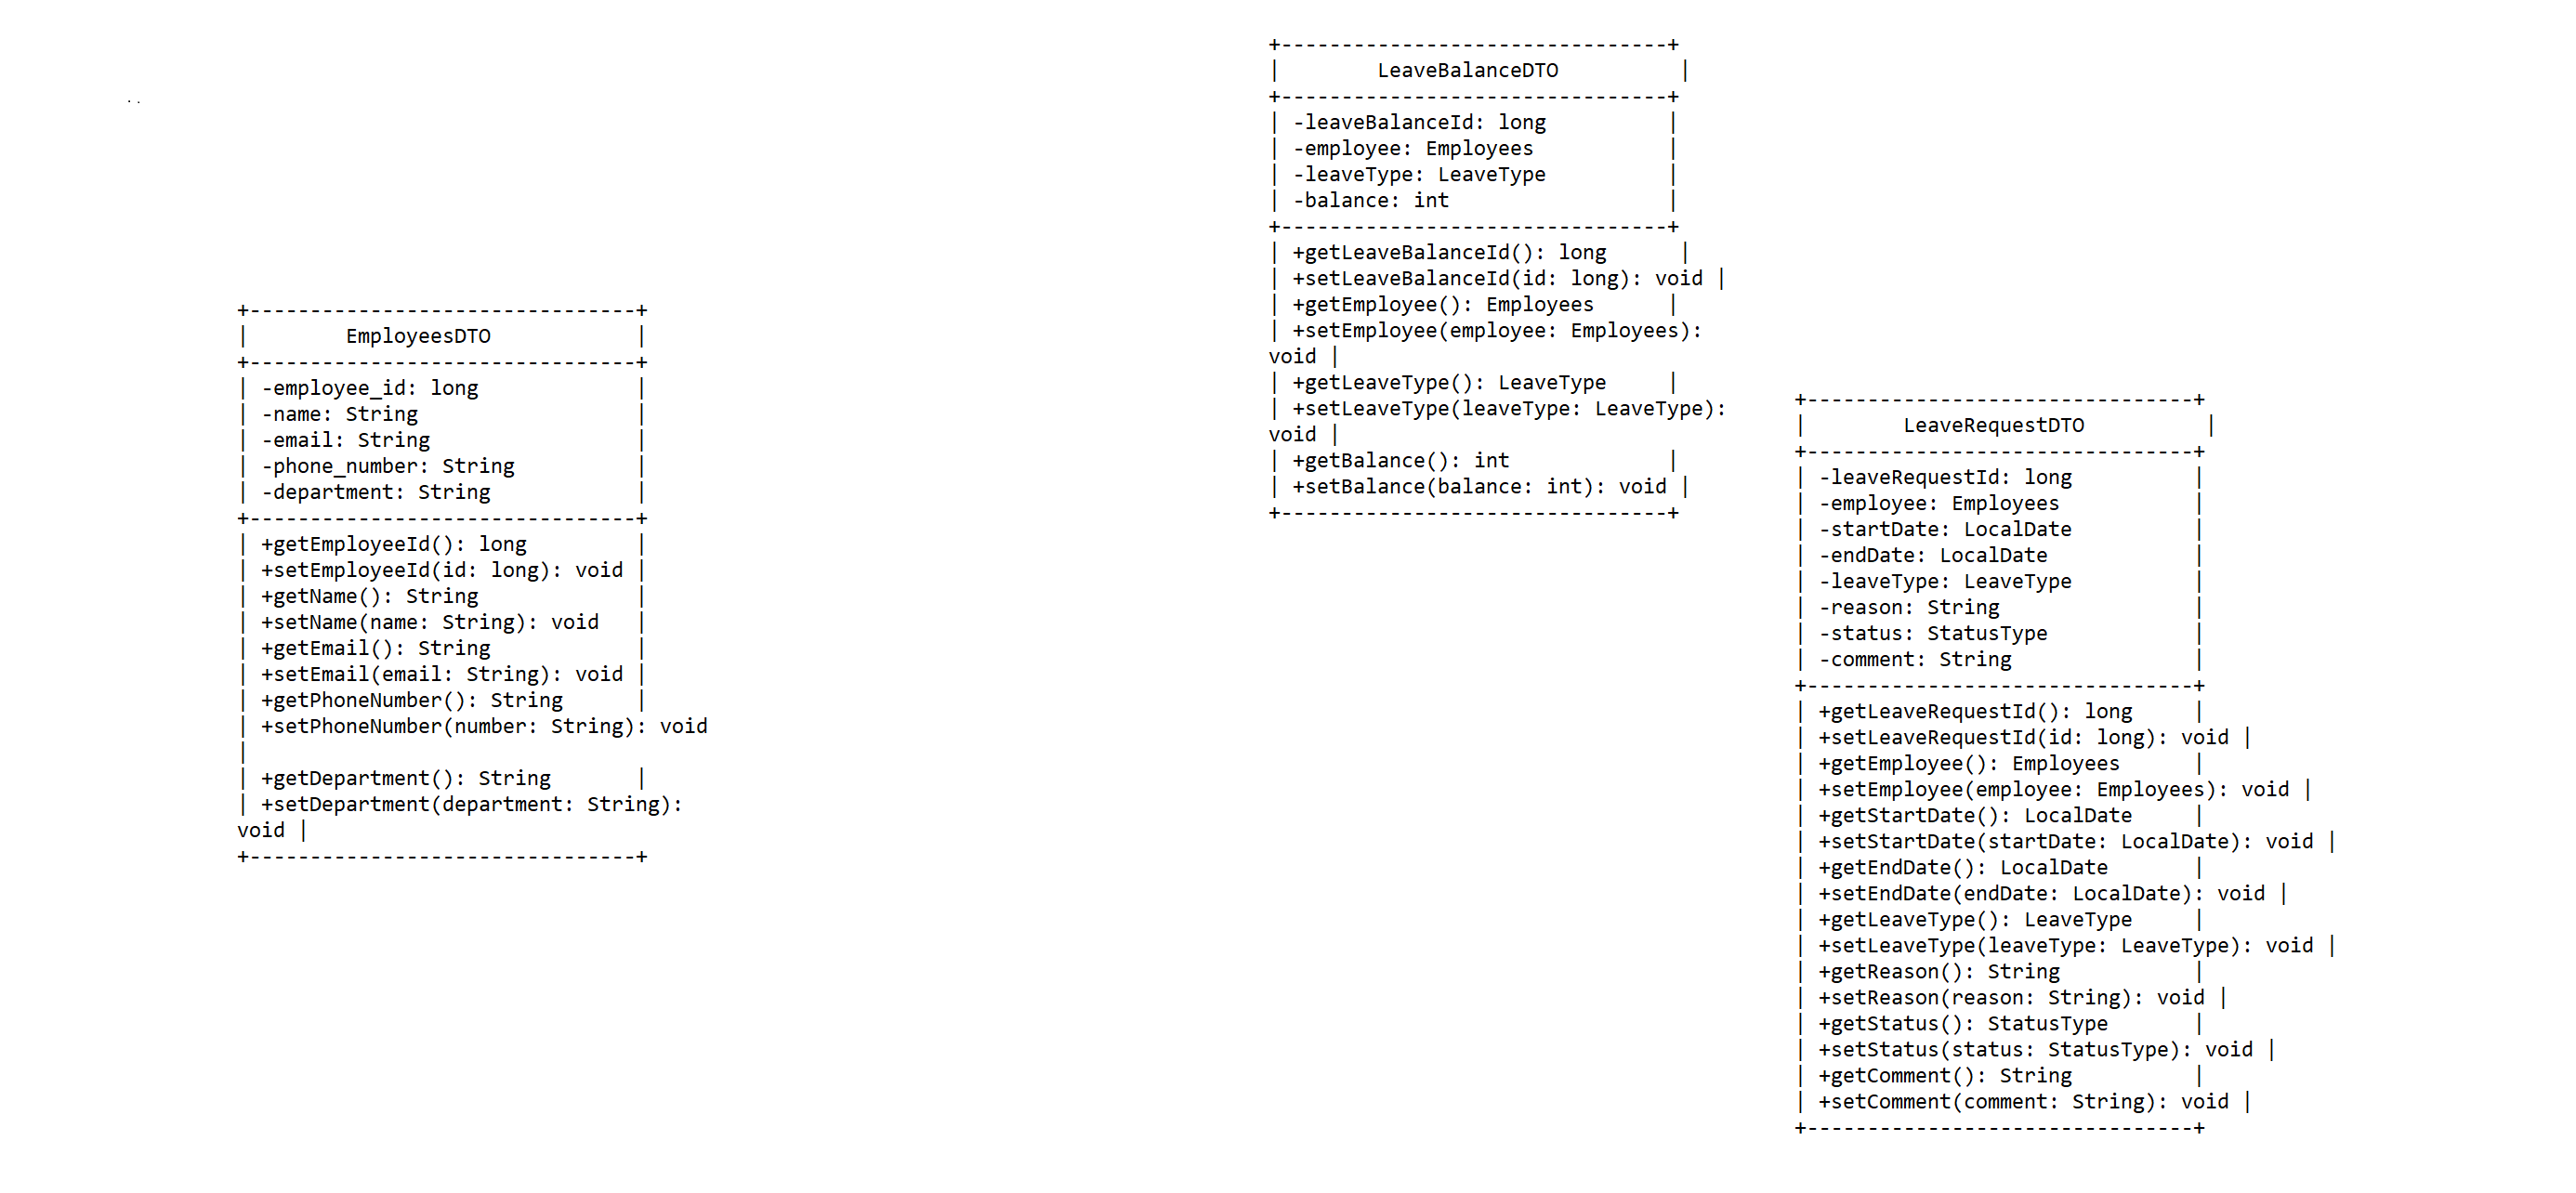 . .
+---------------------------------+
|        EmployeesDTO            |
+---------------------------------+
| -employee_id: long             |
| -name: String                  |
| -email: String                 |
| -phone_number: String          |
| -department: String            |
+---------------------------------+
| +getEmployeeId(): long         |
| +setEmployeeId(id: long): void |
| +getName(): String             |
| +setName(name: String): void   |
| +getEmail(): String            |
| +setEmail(email: String): void |
| +getPhoneNumber(): String      |
| +setPhoneNumber(number: String): void
|
| +getDepartment(): String       |
| +setDepartment(department: String):
void |
+---------------------------------+
+---------------------------------+
|        LeaveBalanceDTO          |
+---------------------------------+
| -leaveBalanceId: long          |
| -employee: Employees           |
| -leaveType: LeaveType          |
| -balance: int                  |
+---------------------------------+
| +getLeaveBalanceId(): long      |
| +setLeaveBalanceId(id: long): void |
| +getEmployee(): Employees      |
| +setEmployee(employee: Employees):
void |
| +getLeaveType(): LeaveType     |
| +setLeaveType(leaveType: LeaveType):
void |
| +getBalance(): int             |
| +setBalance(balance: int): void |
+---------------------------------+
+---------------------------------+
|        LeaveRequestDTO          |
+---------------------------------+
| -leaveRequestId: long          |
| -employee: Employees           |
| -startDate: LocalDate          |
| -endDate: LocalDate            |
| -leaveType: LeaveType          |
| -reason: String                |
| -status: StatusType            |
| -comment: String               |
+---------------------------------+
| +getLeaveRequestId(): long     |
| +setLeaveRequestId(id: long): void |
| +getEmployee(): Employees      |
| +setEmployee(employee: Employees): void |
| +getStartDate(): LocalDate     |
| +setStartDate(startDate: LocalDate): void |
| +getEndDate(): LocalDate       |
| +setEndDate(endDate: LocalDate): void |
| +getLeaveType(): LeaveType     |
| +setLeaveType(leaveType: LeaveType): void |
| +getReason(): String           |
| +setReason(reason: String): void |
| +getStatus(): StatusType       |
| +setStatus(status: StatusType): void |
| +getComment(): String          |
| +setComment(comment: String): void |
+---------------------------------+